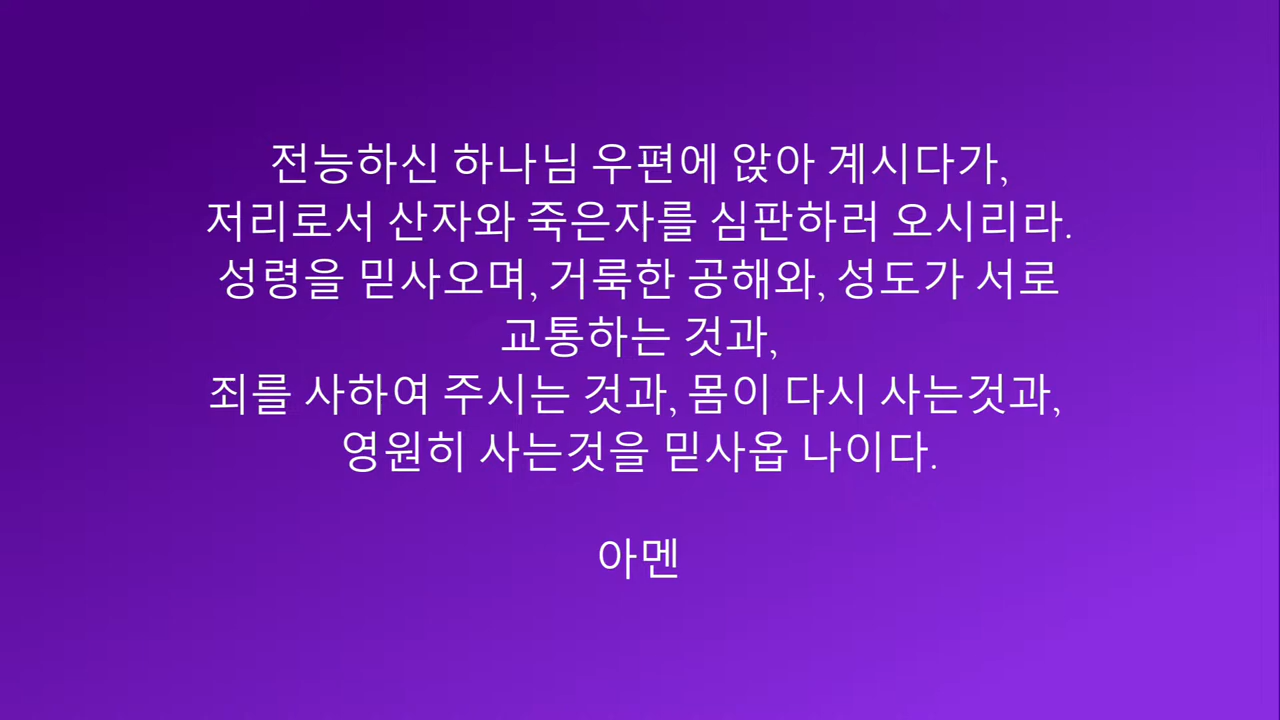 전능하신 하나님 우편에 앉아 계시다가,
저리로서 산자와 죽은자를 심판하러 오시리라.
성령을 믿사오며, 거룩한 공해와, 성도가 서로
교통하는 것과,
죄를 사하여 주시는 것과, 몸이 다시 사는것과,
영원히 사는것을 믿사옵 나이다.
아멘